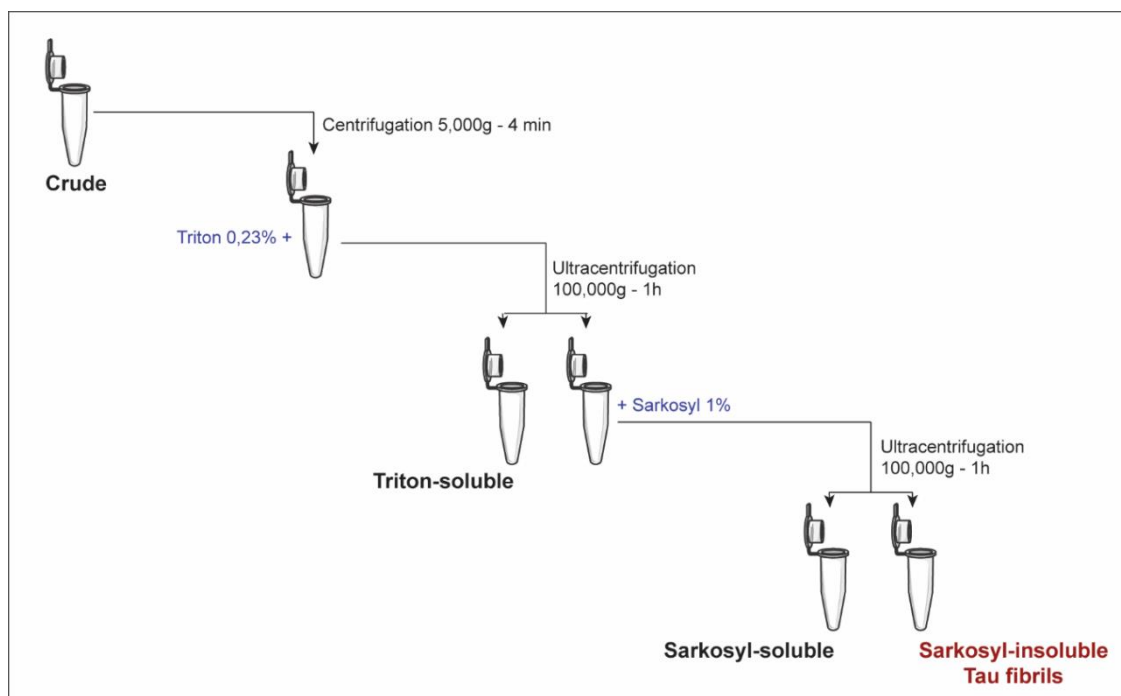 Centrifugation 5,000g - 4 min
Crude
Triton 0,23% +
Ultracentrifugation
100,000g - 1h
+ Sarkosyl 1%
Triton-soluble
Ultracentrifugation
100,000g - 1h
Sarkosyl-soluble
Sarkosyl-insoluble
Tau fibrils